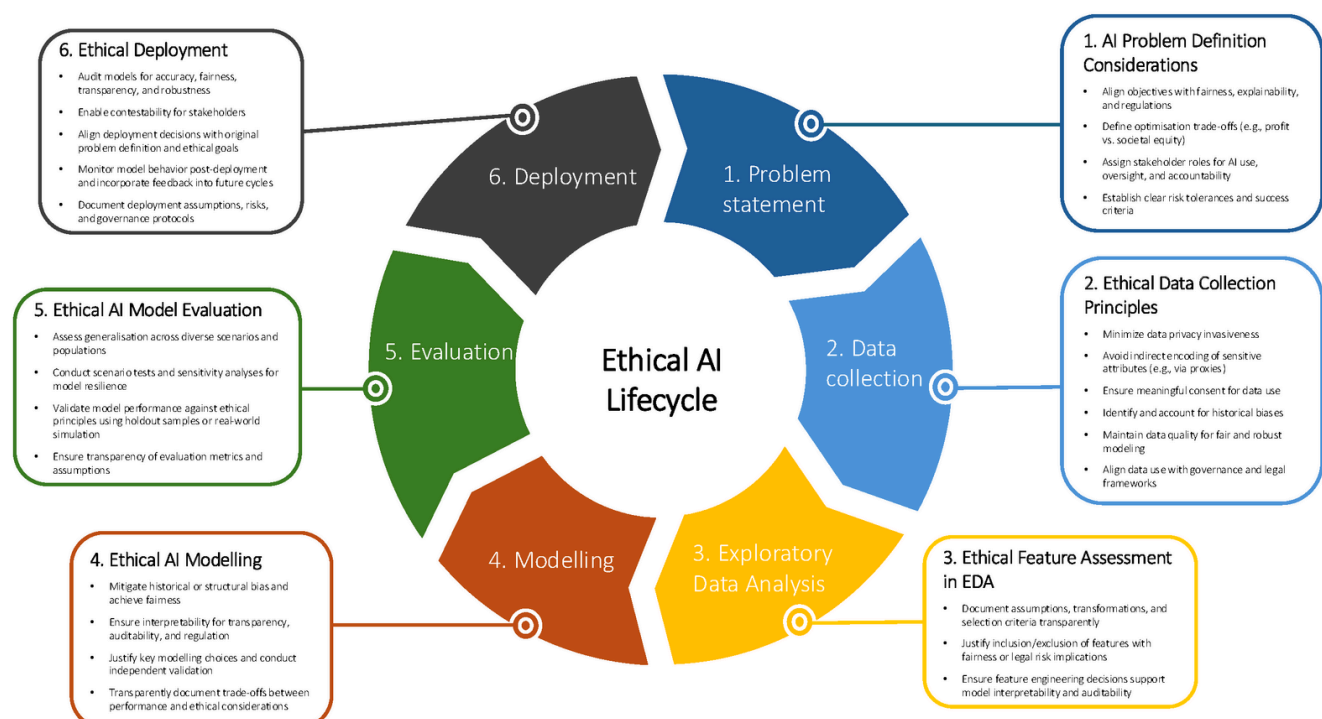 6. Ethical Deployment
• Audit models for accuracy, fairness,
transparency, and robustness
• Enable contestability for stakeholders
• Align deployment decisions with original
problem definition and ethical goals
• Monitor model behavior post-deployment
and incorporate feedback into future cycles
• Document deployment assumptions, risks,
and governance protocols
1. AI Problem Definition
Considerations
• Align objectives with fairness, explainability,
and regulations
• Define optimisation trade-offs (e.g., profit
vs. societal equity)
• Assign stakeholder roles for AI use,
oversight, and accountability
• Establish clear risk tolerances and success
criteria
6. Deployment
1. Problem
statement
5. Ethical AI Model Evaluation
• Assess generalisation across diverse scenarios and
populations
• Conduct scenario tests and sensitivity analyses for
model resilience
• Validate model performance against ethical
principles using holdout samples or real-world
simulation
• Ensure transparency of evaluation metrics and
assumptions
5. Evaluation
Ethical AI
Lifecycle
2. Data
collection
2. Ethical Data Collection
Principles
• Minimize data privacy invasiveness
• Avoid indirect encoding of sensitive
attributes (e.g., via proxies)
• Ensure meaningful consent for data use
• Identify and account for historical biases
• Maintain data quality for fair and robust
modeling
• Align data use with governance and legal
frameworks
4. Ethical AI Modelling
• Mitigate historical or structural bias and
achieve fairness
• Ensure interpretability for transparency,
auditability, and regulation
• Justify key modelling choices and conduct
independent validation
• Transparently document trade-offs between
performance and ethical considerations
4. Modelling
3. Exploratory
Data Analysis
3. Ethical Feature Assessment
in EDA
• Document assumptions, transformations, and
selection criteria transparently
• Justify inclusion/exclusion of features with
fairness or legal risk implications
• Ensure feature engineering decisions support
model interpretability and auditability